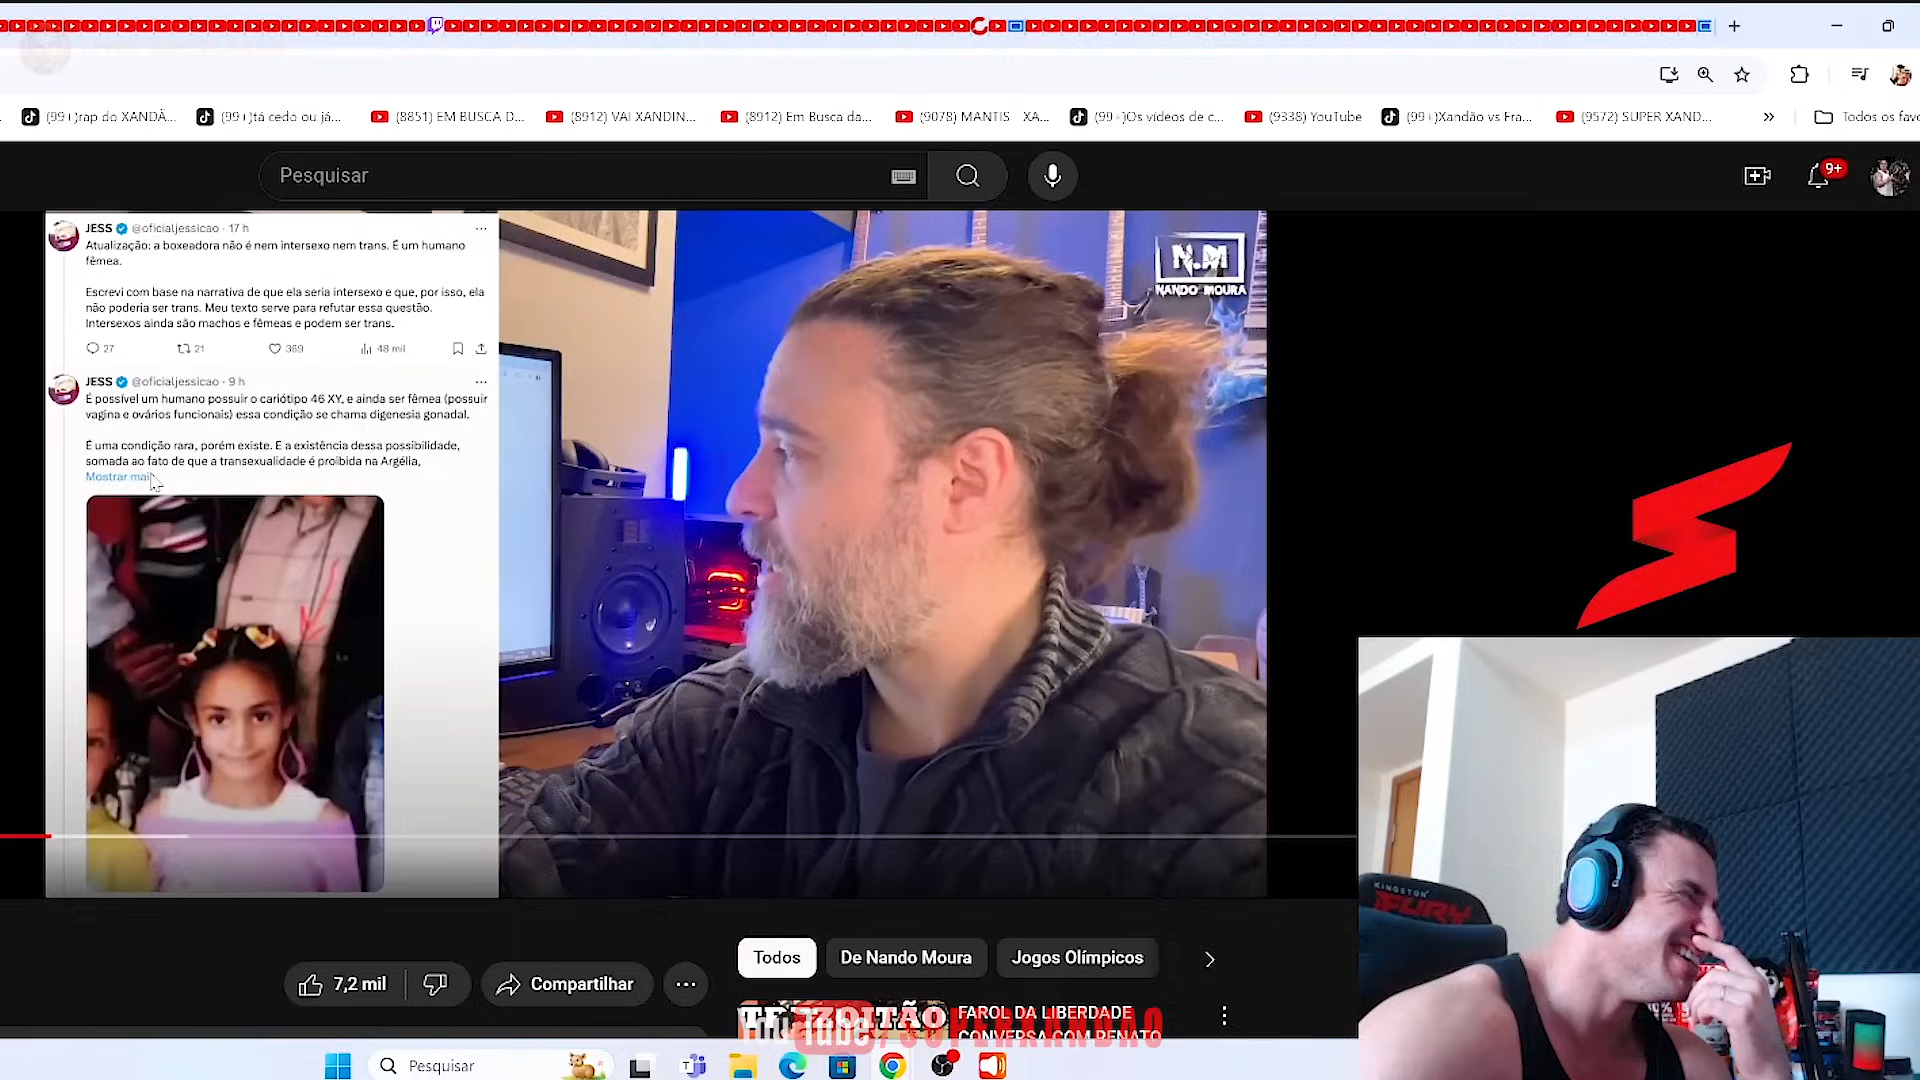 (99+)rap do XANDÃ...
(99+)tá cedo ou já...
(8851) EM BUSCA D...
(8912) VAI XANDIN...
(8912) Em Busca da...
(9078) MANTIS XA...
(99+)Os vídeos de c...
(9338) YouTube
(99+)Xandão vs Fra...
(9572) SUPER XAND...
Todos os favo
Pesquisar
9+
JESS @oficialjessicao · 17 h
Atualização: a boxeadora não é nem intersexo nem trans. É um humano
fêmea.
Escrevi com base na narrativa de que ela seria intersexo e que, por isso, ela
não poderia ser trans. Meu texto serve para refutar essa questão.
Intersexos ainda são machos e fêmeas e podem ser trans.
27 21 369 48 mil
JESS @oficialjessicao · 9 h
É possível um humano possuir o cariótipo 46 XY, e ainda ser fêmea (possuir
vagina e ovários funcionais) essa condição se chama digenesia gonadal.
É uma condição rara, porém existe. E a existência dessa possibilidade,
somada ao fato de que a transexualidade é proibida na Argélia,
Mostrar mai
N.M
NANDO MOURA
KINGSTON
FURY
7,2 mil
Compartilhar
Todos
De Nando Moura
Jogos Olímpicos
FAROL DA LIBERDADE
CONVERSA COM RENATO
YouTube/SUPERXANDAO
Pesquisar